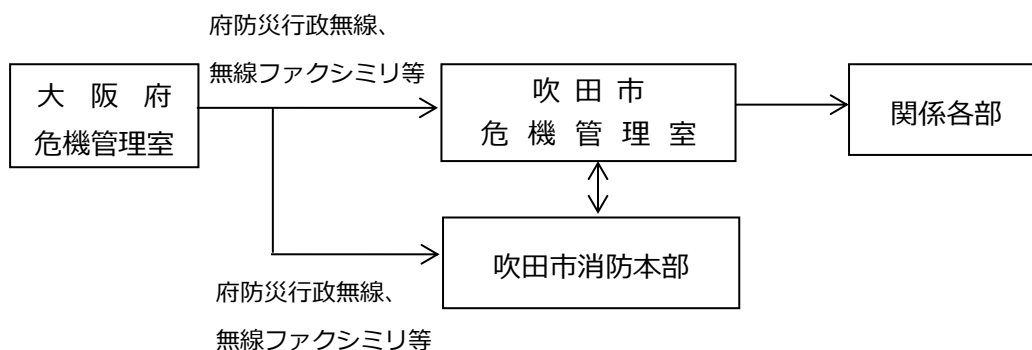 府防災行政無線、
無線ファクシミリ等
大阪府
危機管理室
吹田市
危機管理室
関係各部
吹田市消防本部
府防災行政無線、
無線ファクシミリ等